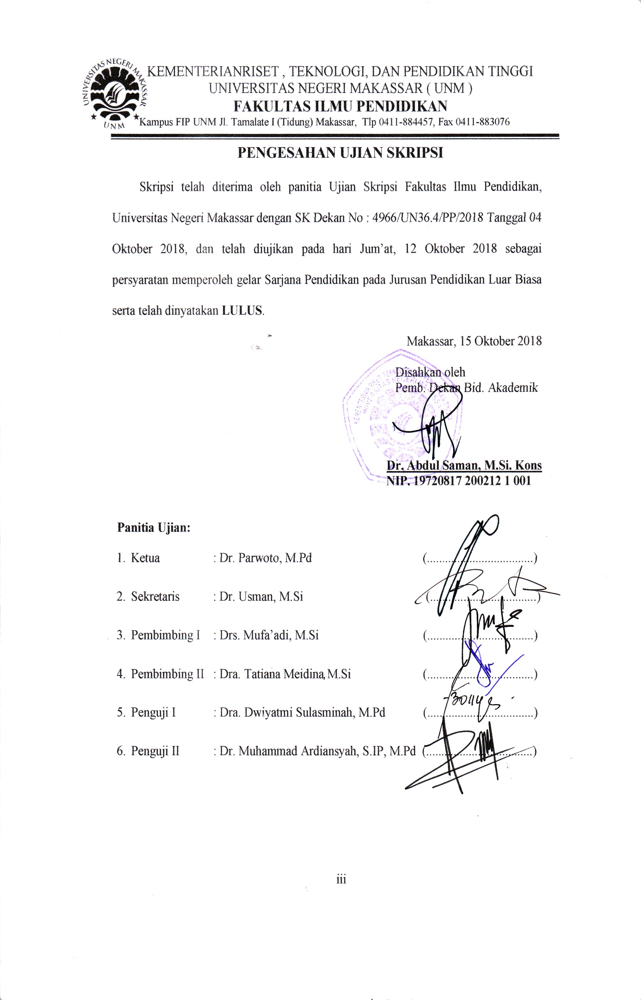 UNIVERSITAS NEGERI MAKASSAR
UNM
KEMENTERIANRISET , TEKNOLOGI, DAN PENDIDIKAN TINGGI
UNIVERSITAS NEGERI MAKASSAR ( UNM )
FAKULTAS ILMU PENDIDIKAN
Kampus FIP UNM Jl. Tamalate I (Tidung) Makassar, Tlp 0411-884457, Fax 0411-883076
PENGESAHAN UJIAN SKRIPSI
Skripsi telah diterima oleh panitia Ujian Skripsi Fakultas Ilmu Pendidikan,
Universitas Negeri Makassar dengan SK Dekan No : 4966/UN36.4/PP/2018 Tanggal 04
Oktober 2018, dan telah diujikan pada hari Jum’at, 12 Oktober 2018 sebagai
persyaratan memperoleh gelar Sarjana Pendidikan pada Jurusan Pendidikan Luar Biasa
serta telah dinyatakan LULUS.
Makassar, 15 Oktober 2018
Disahkan oleh
Pemb. Dekan Bid. Akademik
Dr. Abdul Saman, M.Si. Kons
NIP. 19720817 200212 1 001
Panitia Ujian:
1. Ketua : Dr. Parwoto, M.Pd (..................................)
2. Sekretaris : Dr. Usman, M.Si (..................................)
3. Pembimbing I : Drs. Mufa’adi, M.Si (..................................)
4. Pembimbing II : Dra. Tatiana Meidina, M.Si (..................................)
5. Penguji I : Dra. Dwiyatmi Sulasminah, M.Pd (..................................)
6. Penguji II : Dr. Muhammad Ardiansyah, S.IP, M.Pd (..................................)
iii